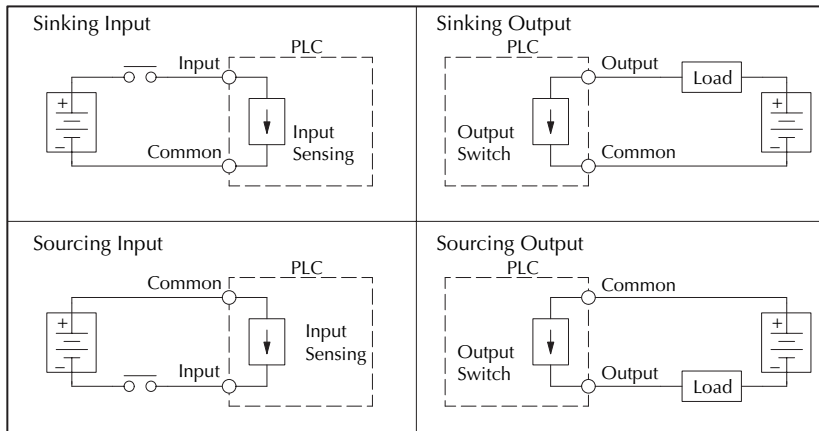 Sinking Input
PLC
Input
+
–
Input
Sensing
Common
Sinking Output
PLC
Output
Load
+
–
Output
Switch
Common
Sourcing Input
PLC
Common
+
–
Input
Sensing
Input
Sourcing Output
PLC
Common
+
–
Output
Switch
Output
Load